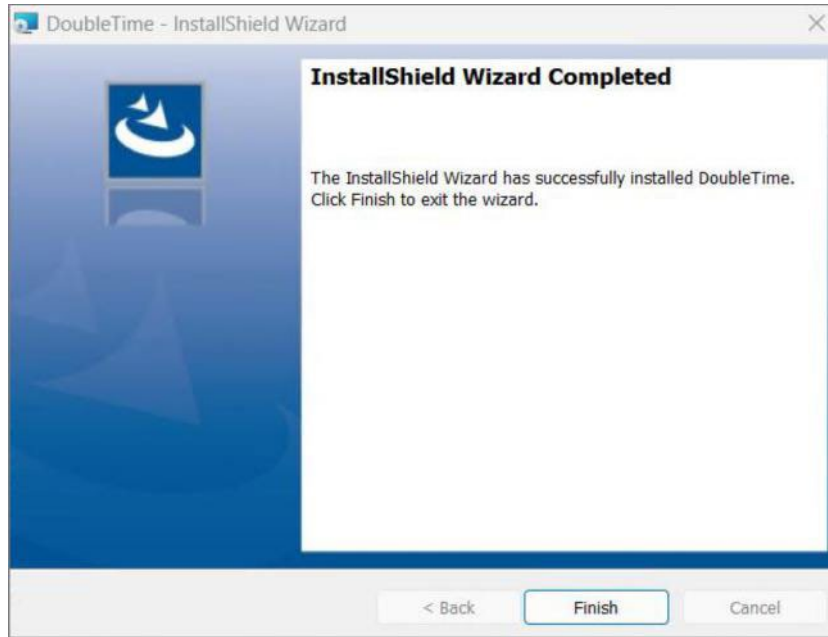 DoubleTime - InstallShield Wizard
InstallShield Wizard Completed
The InstallShield Wizard has successfully installed DoubleTime.
Click Finish to exit the wizard.
< Back
Finish
Cancel